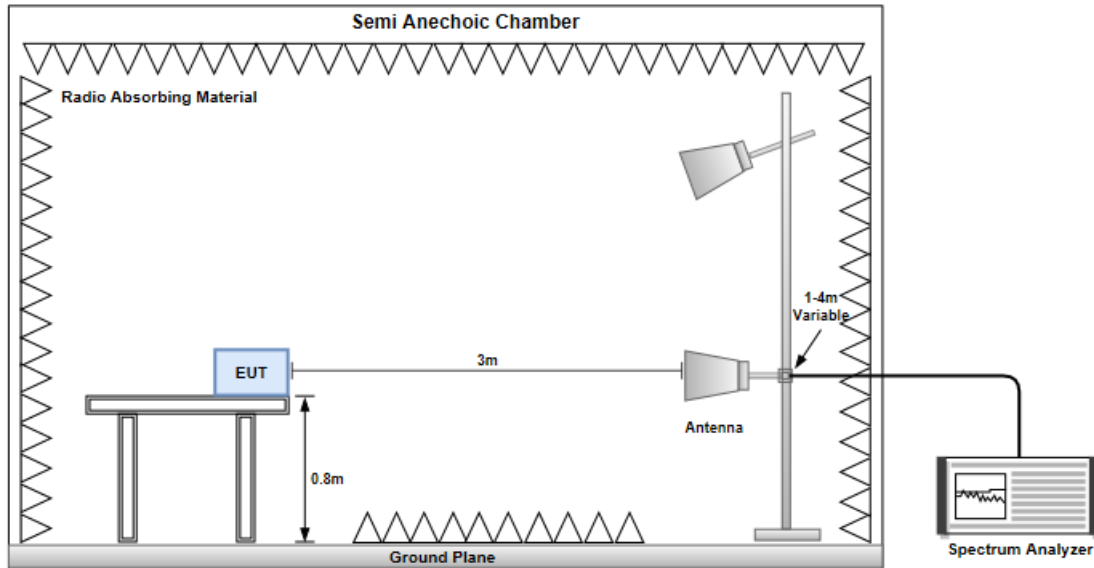 Semi Anechoic Chamber
Radio Absorbing Material
1-4m
Variable
3m
EUT
Antenna
0.8m
Ground Plane
Spectrum Analyzer